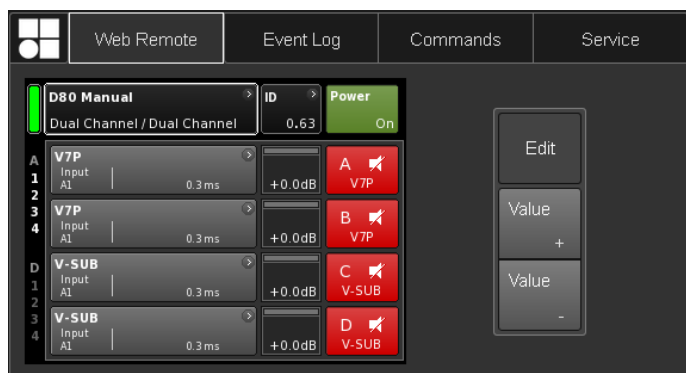 Web Remote
Event Log
Commands
Service
D80 Manual
Dual Channel / Dual Channel
ID
0.63
Power
On
A
1
2
3
4
D
1
2
3
4
V7P
Input
A1
0.3 ms
+0.0dB
A
V7P
V7P
Input
A1
0.3 ms
+0.0dB
B
V7P
V-SUB
Input
A1
0.3 ms
+0.0dB
C
V-SUB
V-SUB
Input
A1
0.3 ms
+0.0dB
D
V-SUB
Edit
Value
+
Value
-